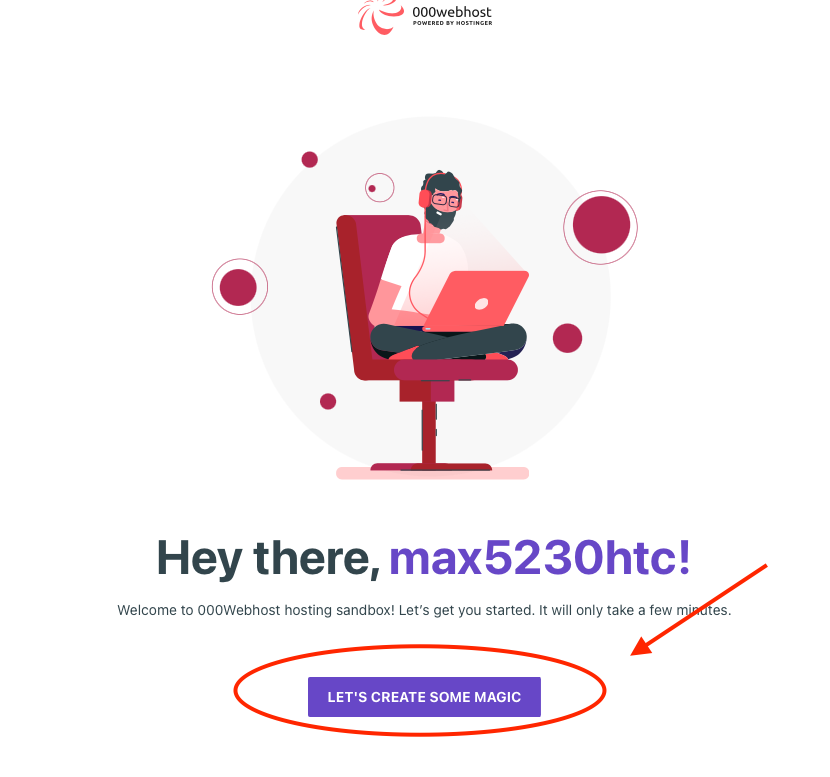 000webhost
POWERED BY HOSTINGER
Hey there, max5230htc!
Welcome to 000Webhost hosting sandbox! Let’s get you started. It will only take a few minutes.
LET'S CREATE SOME MAGIC